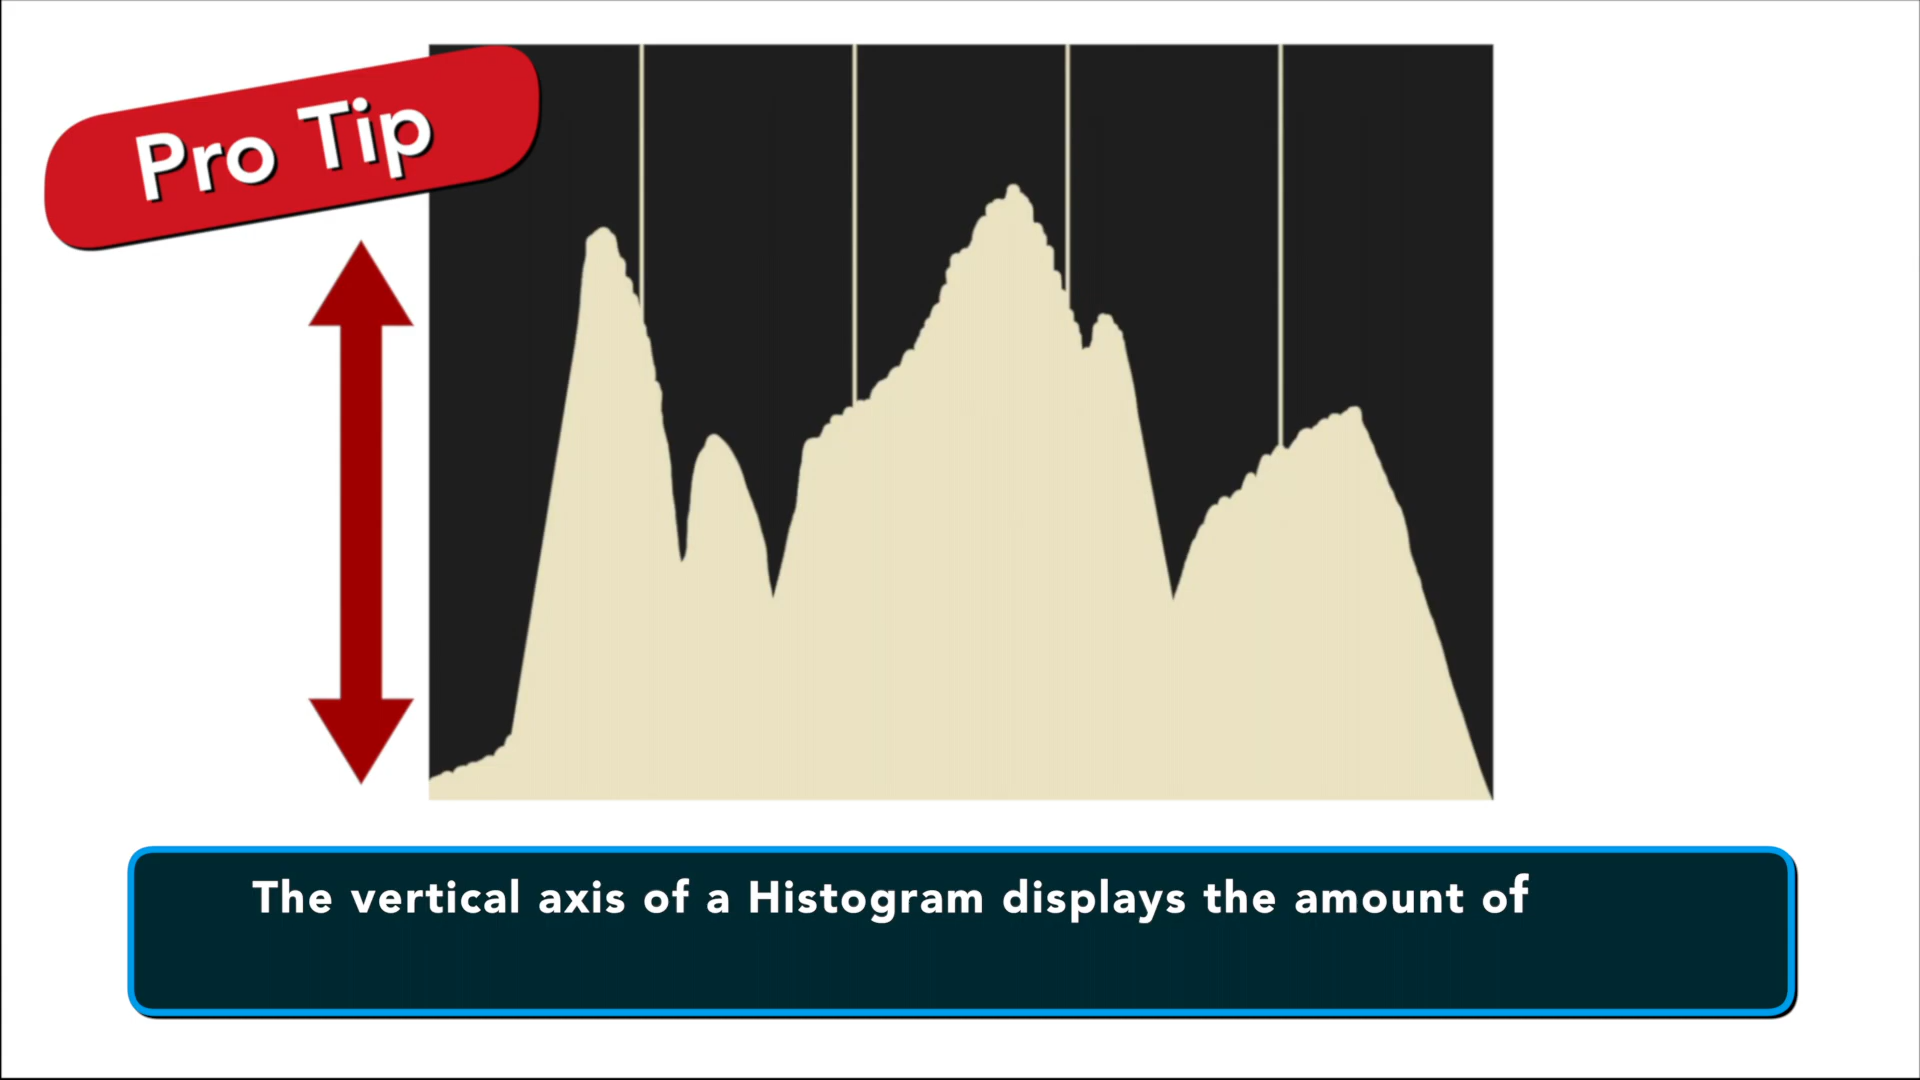 Pro Tip
The vertical axis of a Histogram displays the amount of